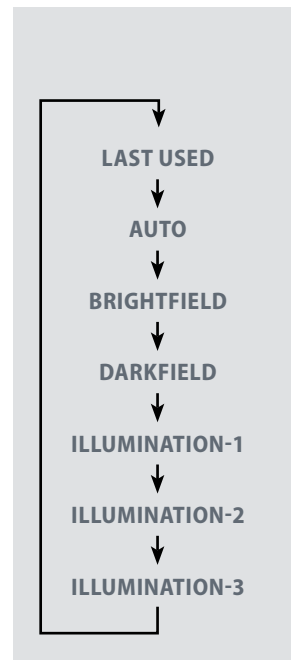 LAST USED
AUTO
BRIGHTFIELD
DARKFIELD
ILLUMINATION-1
ILLUMINATION-2
ILLUMINATION-3